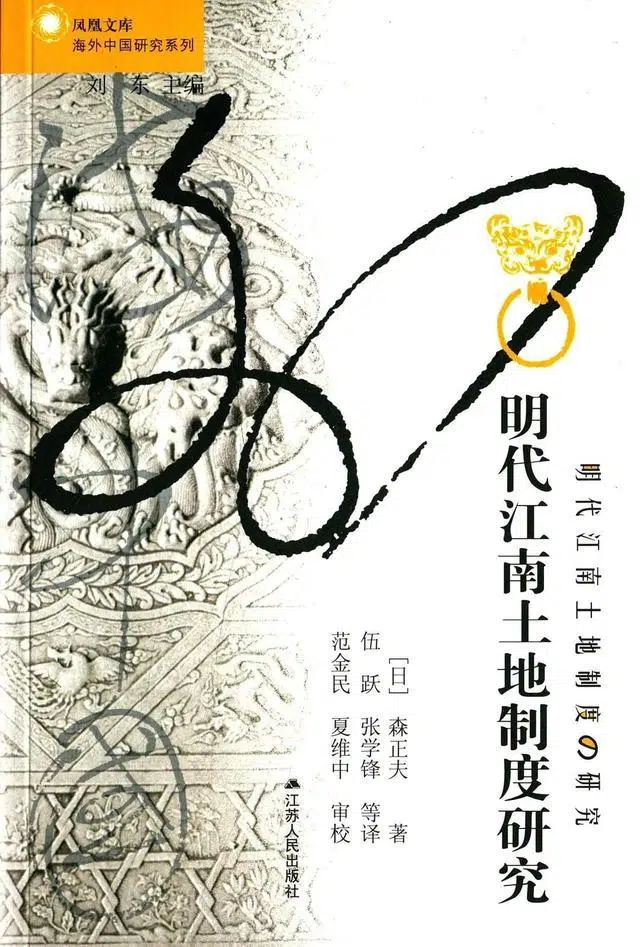 凤凰文库
海外中国研究系列
刘 东 主编
明代江南土地制度研究
明代江南土地制度の研究
[日] 森正夫 著
伍 跃 张学锋 等译
范金民 夏维中 审校
江苏人民出版社